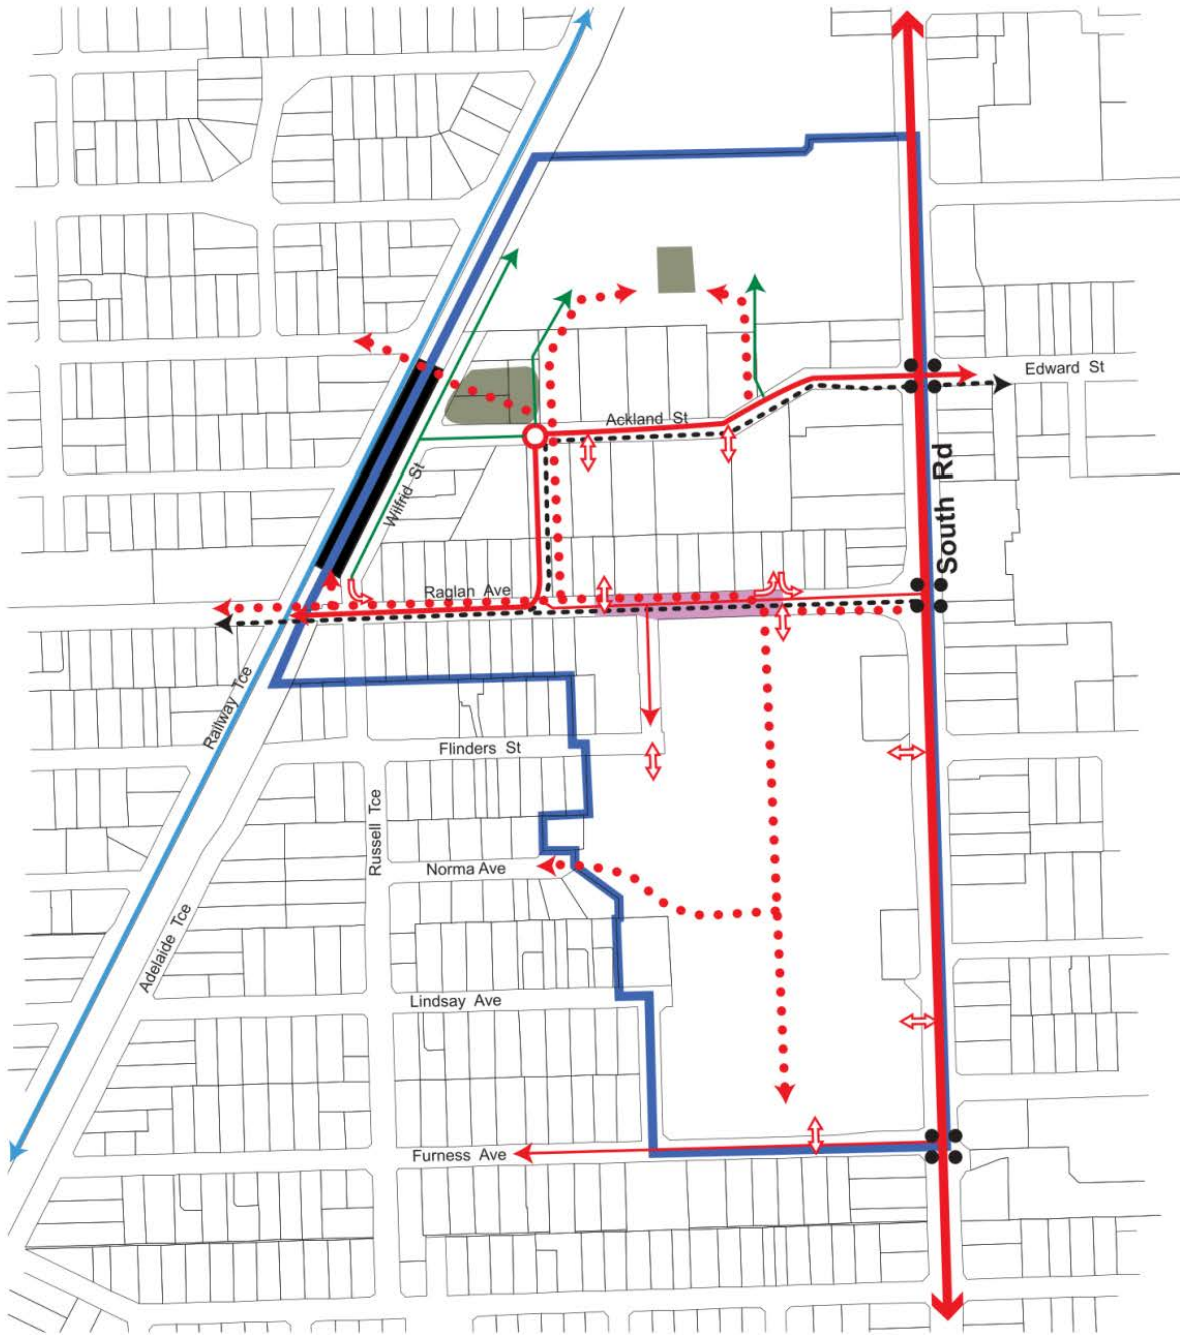 Edward St
Ackland St
South Rd
Wilfrid St
Raglan Ave
Railway Tce
Flinders St
Russell Tce
Norma Ave
Adelaide Tce
Lindsay Ave
Furness Ave